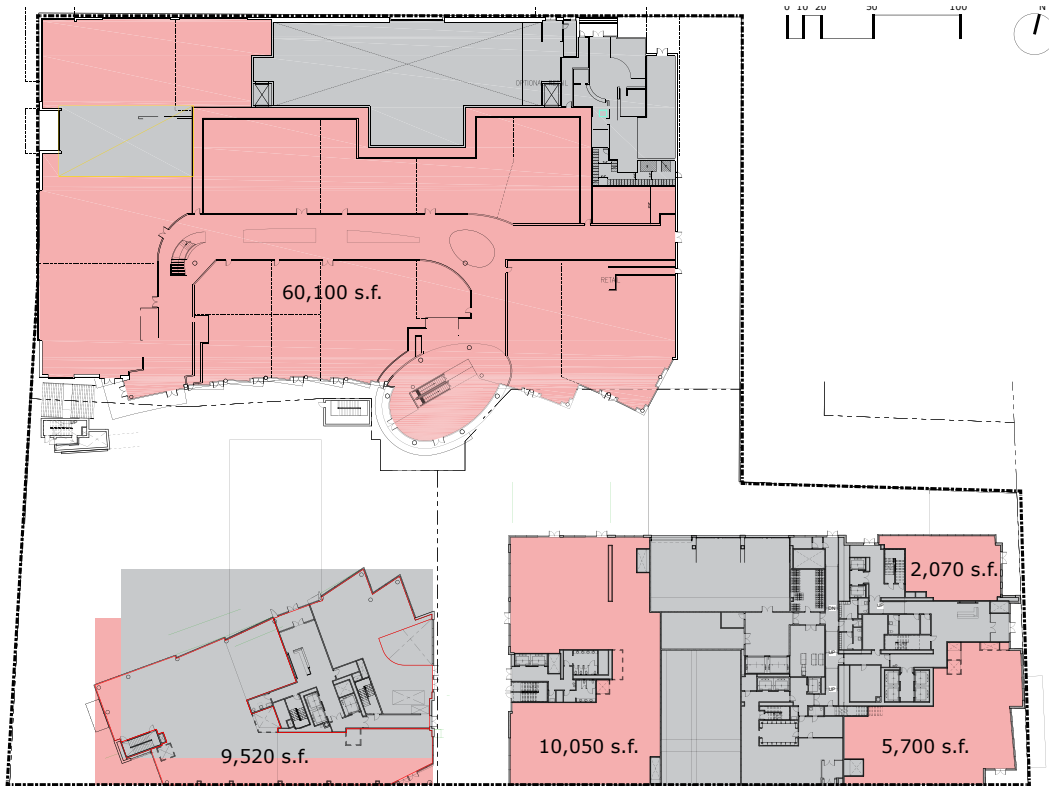 0 10 20 50 100 N
OPTIONAL RETAIL
RETAIL
60,100 s.f.
2,070 s.f.
9,520 s.f.
10,050 s.f.
5,700 s.f.